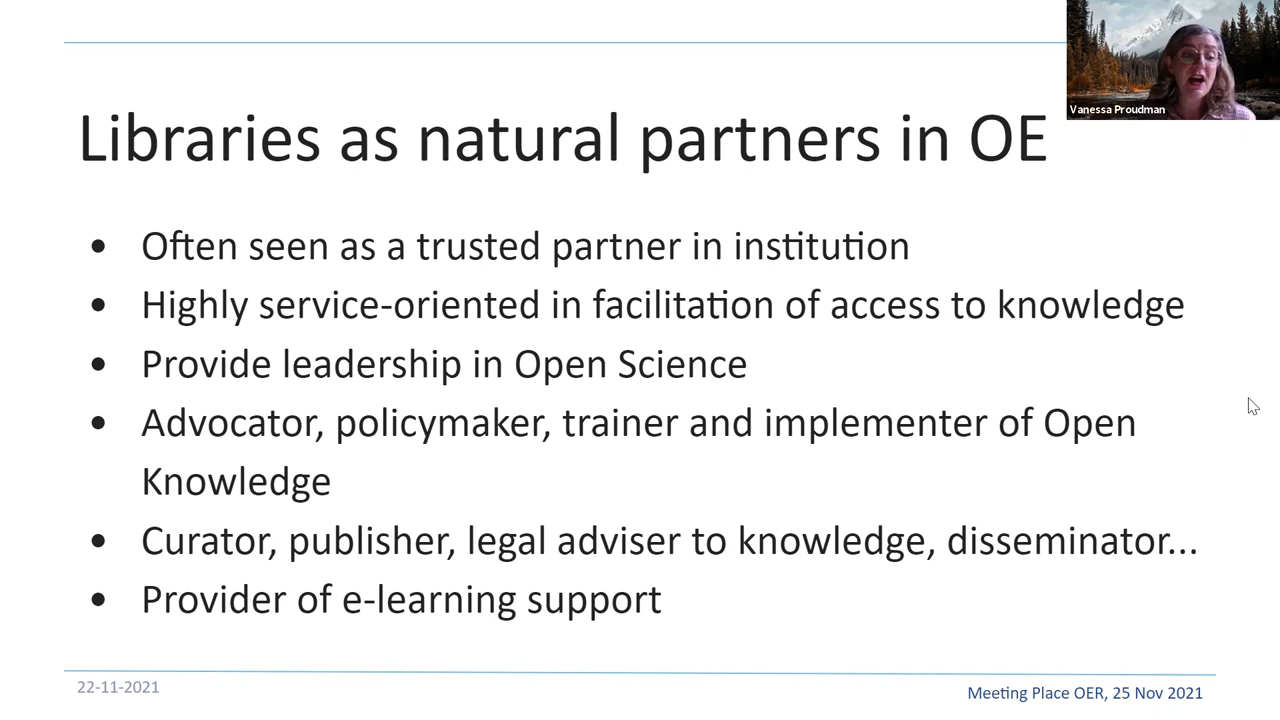 Vanessa Proudman
Libraries as natural partners in OE
• Often seen as a trusted partner in institution
• Highly service-oriented in facilitation of access to knowledge
• Provide leadership in Open Science
• Advocator, policymaker, trainer and implementer of Open
Knowledge
• Curator, publisher, legal adviser to knowledge, disseminator...
• Provider of e-learning support
22-11-2021
Meeting Place OER, 25 Nov 2021